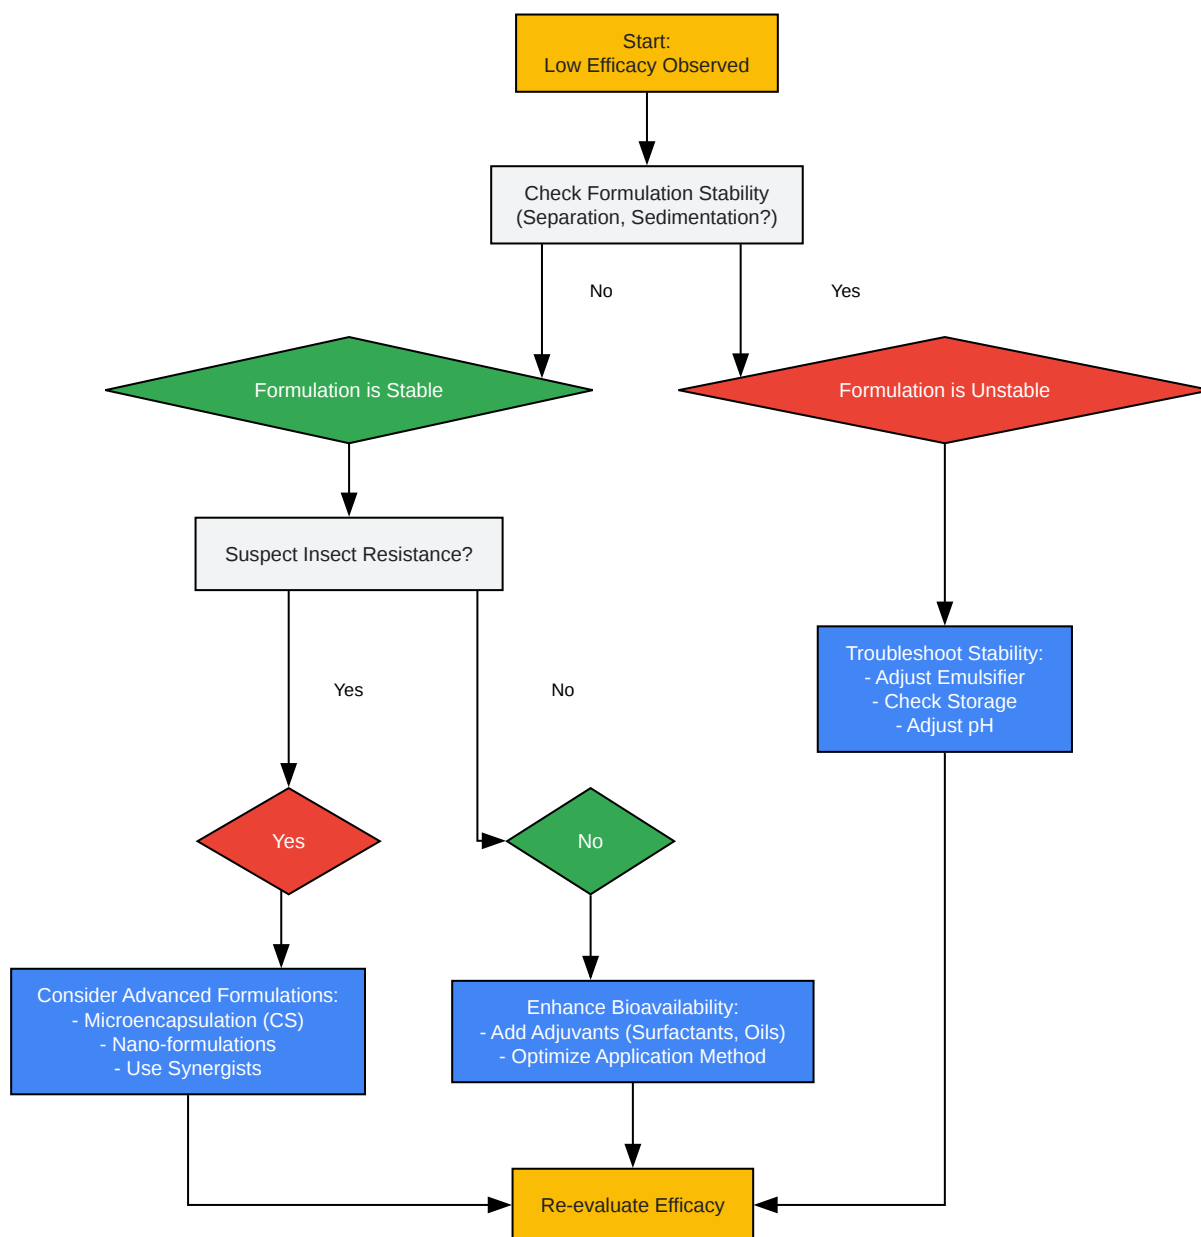 Start:
Low Efficacy Observed
Check Formulation Stability
(Separation, Sedimentation?)
No
Yes
Formulation is Stable
Formulation is Unstable
Suspect Insect Resistance?
Troubleshoot Stability:
- Adjust Emulsifier
- Check Storage
- Adjust pH
Yes
No
Yes
No
Consider Advanced Formulations:
- Microencapsulation (CS)
- Nano-formulations
- Use Synergists
Enhance Bioavailability:
- Add Adjuvants (Surfactants, Oils)
- Optimize Application Method
Re-evaluate Efficacy